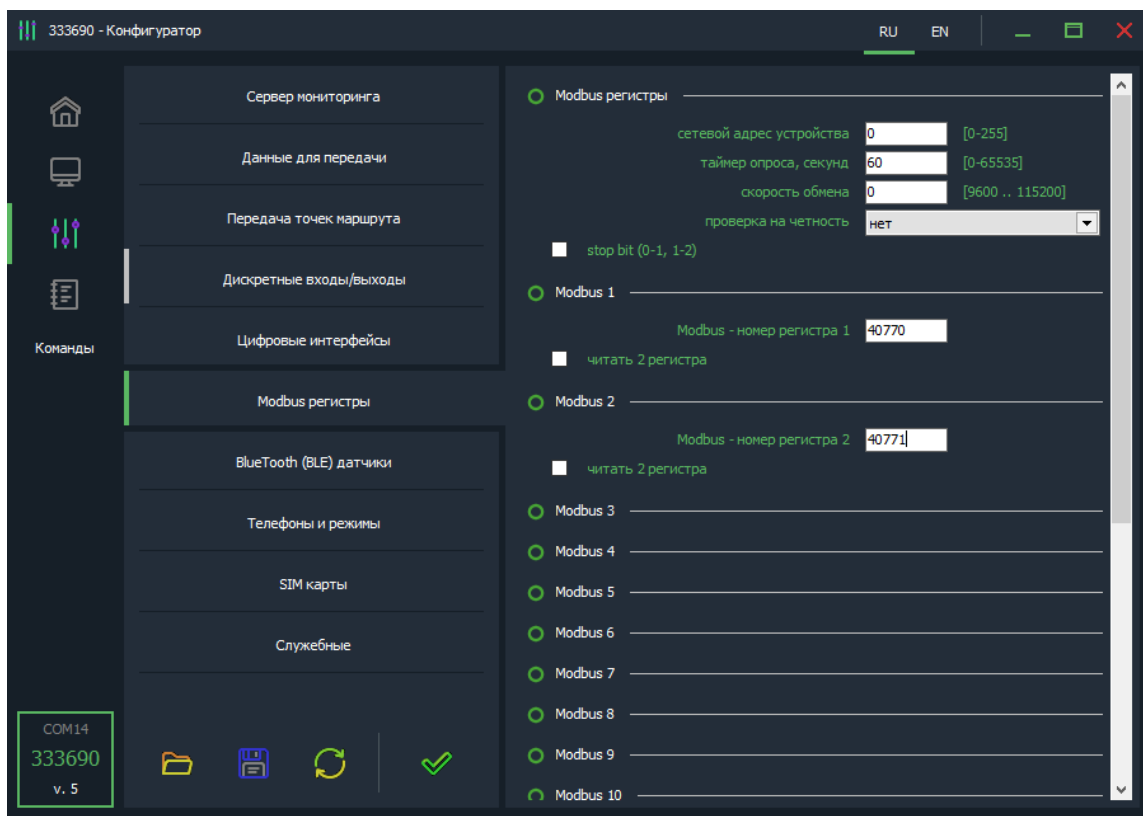 333690 - Конфигуратор
RU EN
Команды
COM14
333690
v. 5
Сервер мониторинга
Данные для передачи
Передача точек маршрута
Дискретные входы/выходы
Цифровые интерфейсы
Modbus регистры
BlueTooth (BLE) датчики
Телефоны и режимы
SIM карты
Служебные
Modbus регистры
сетевой адрес устройства 0 [0-255]
таймер опроса, секунд 60 [0-65535]
скорость обмена 0 [9600 .. 115200]
проверка на четность нет
stop bit (0-1, 1-2)
Modbus 1
Modbus - номер регистра 1 40770
читать 2 регистра
Modbus 2
Modbus - номер регистра 2 40771
читать 2 регистра
Modbus 3
Modbus 4
Modbus 5
Modbus 6
Modbus 7
Modbus 8
Modbus 9
Modbus 10